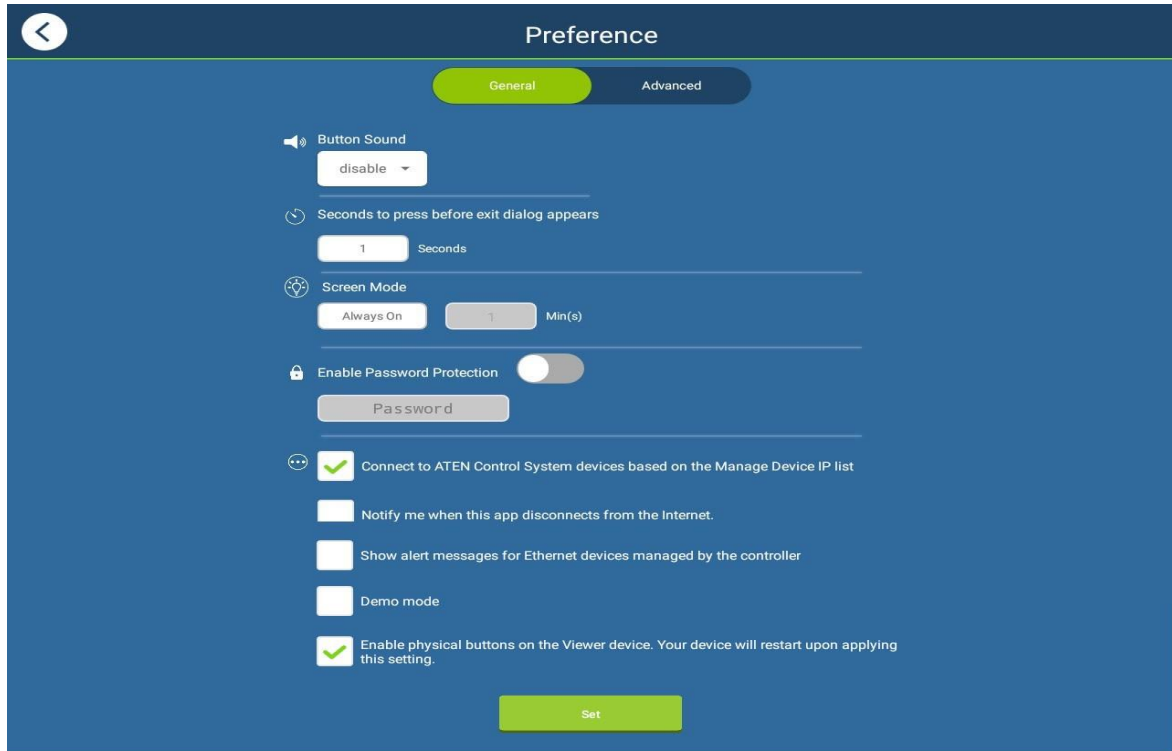 Preference
General
Advanced
Button Sound
disable
Seconds to press before exit dialog appears
1 Seconds
Screen Mode
Always On 1 Min(s)
Enable Password Protection
Password
Connect to ATEN Control System devices based on the Manage Device IP list
Notify me when this app disconnects from the Internet.
Show alert messages for Ethernet devices managed by the controller
Demo mode
Enable physical buttons on the Viewer device. Your device will restart upon applying
this setting.
Set